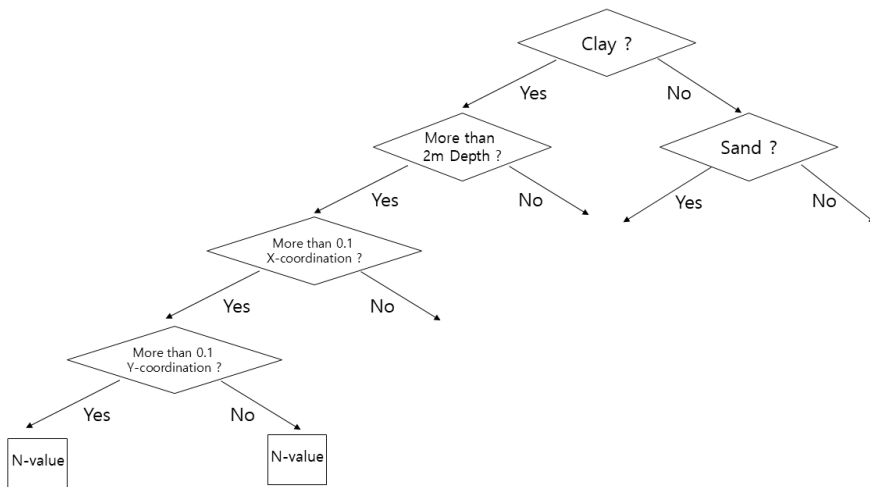 Clay ?
Yes
No
More than
2m Depth ?
Sand ?
Yes
No
Yes
No
More than 0.1
X-coordination ?
Yes
No
More than 0.1
Y-coordination ?
Yes
No
N-value
N-value